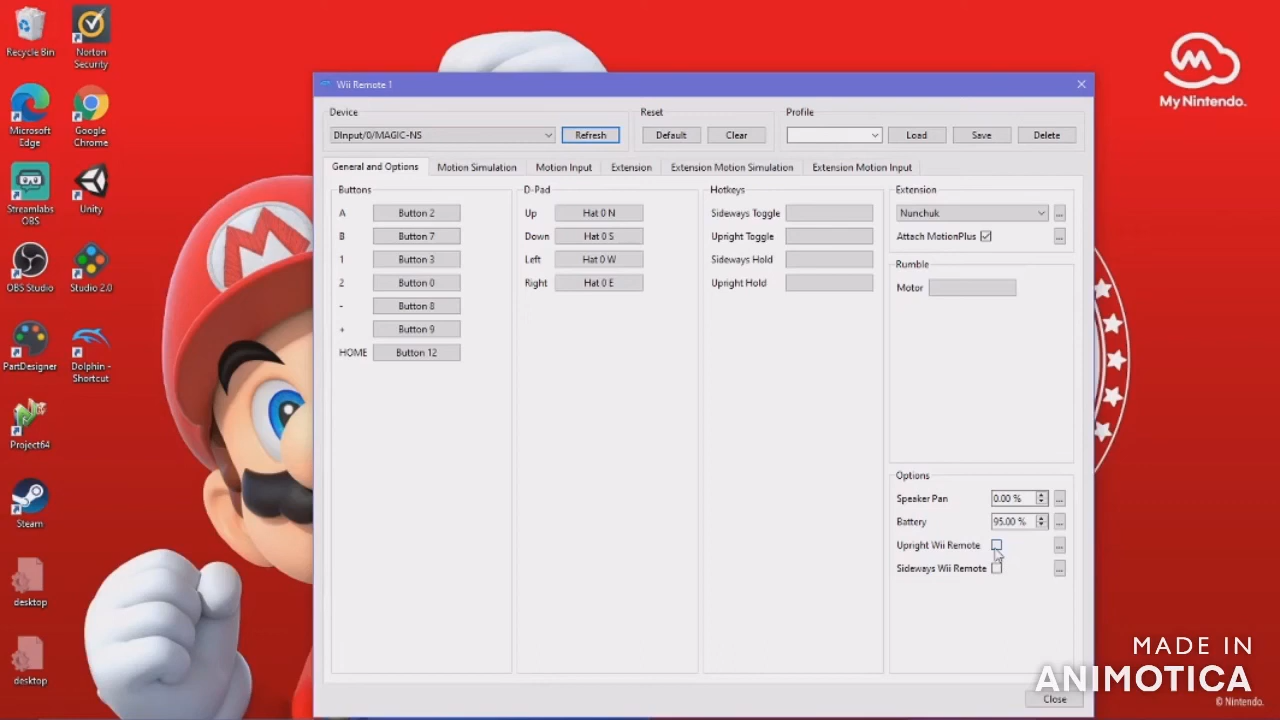 Recycle Bin
Norton
Security
Microsoft
Edge
Google
Chrome
Streamlabs
OBS
Unity
OBS Studio
Studio 2.0
PartDesigner
Dolphin -
Shortcut
Project64
Steam
desktop
desktop
M
My Nintendo.
Wii Remote 1
Device
Reset
Profile
DInput/0/MAGIC-NS
Refresh
Default
Clear
Load
Save
Delete
General and Options
Motion Simulation
Motion Input
Extension
Extension Motion Simulation
Extension Motion Input
Buttons
A Button 2
B Button 7
1 Button 3
2 Button 0
- Button 8
+ Button 9
HOME Button 12
D-Pad
Up Hat 0 N
Down Hat 0 S
Left Hat 0 W
Right Hat 0 E
Hotkeys
Sideways Toggle
Upright Toggle
Sideways Hold
Upright Hold
Extension
Nunchuk ...
Attach MotionPlus ...
Rumble
Motor
Options
Speaker Pan 0.00 % ...
Battery 95.00 % ...
Upright Wii Remote ...
Sideways Wii Remote ...
Close
MADE IN
ANIMOTICA
© Nintendo.